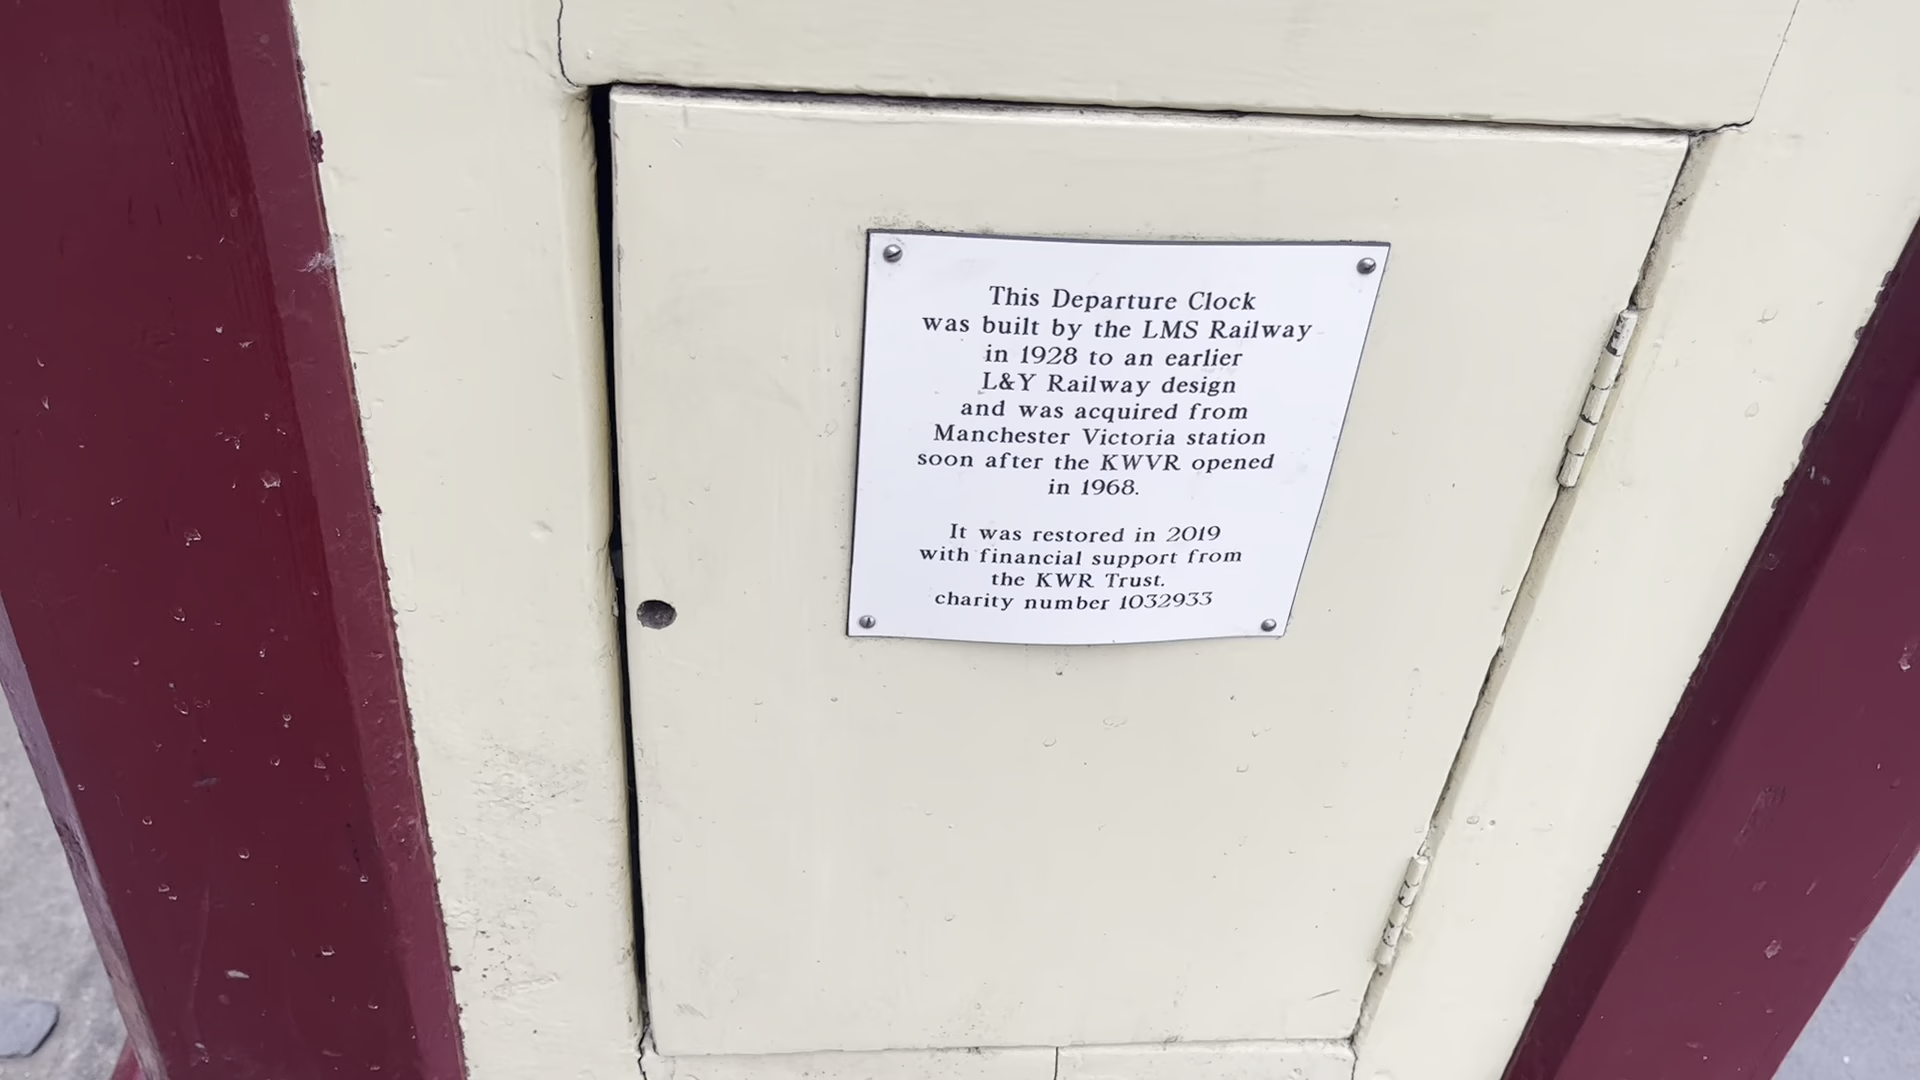 This Departure Clock
was built by the LMS Railway
in 1928 to an earlier
L&Y Railway design
and was acquired from
Manchester Victoria station
soon after the KWVR opened
in 1968.
It was restored in 2019
with financial support from
the KWR Trust.
charity number 1032933